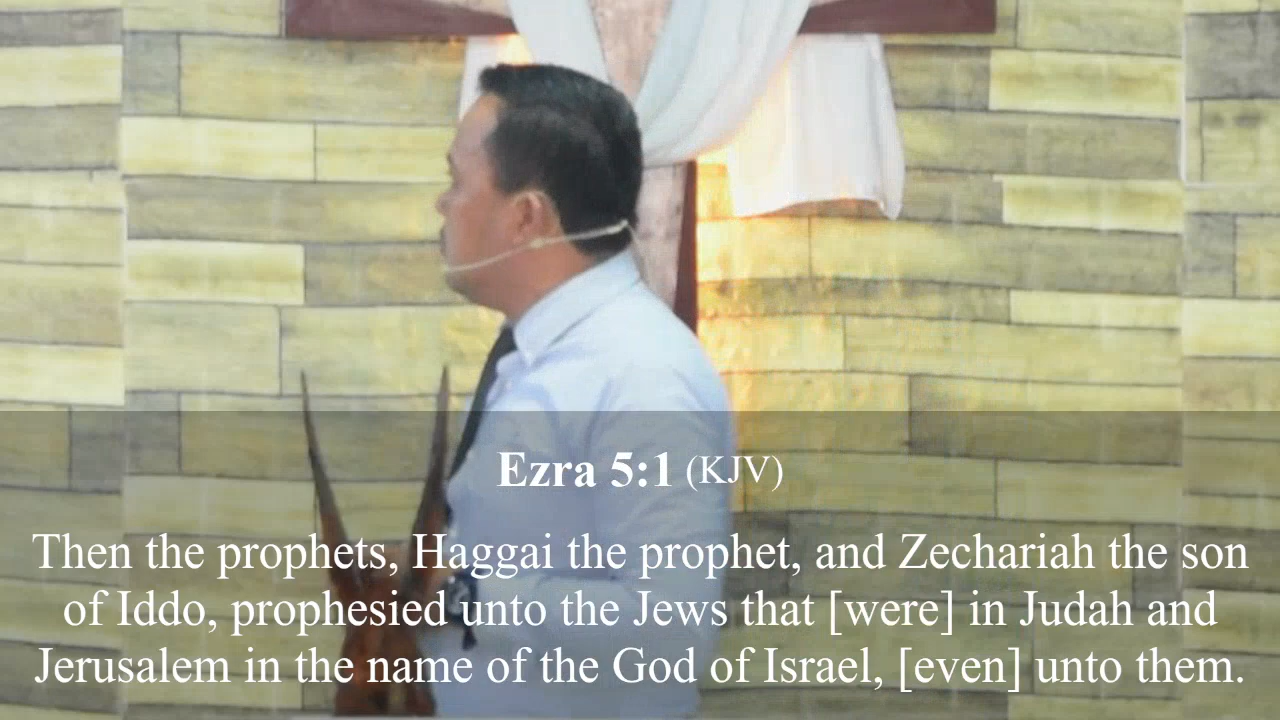 Ezra 5:1 (KJV)
Then the prophets, Haggai the prophet, and Zechariah the son
of Iddo, prophesied unto the Jews that [were] in Judah and
Jerusalem in the name of the God of Israel, [even] unto them.